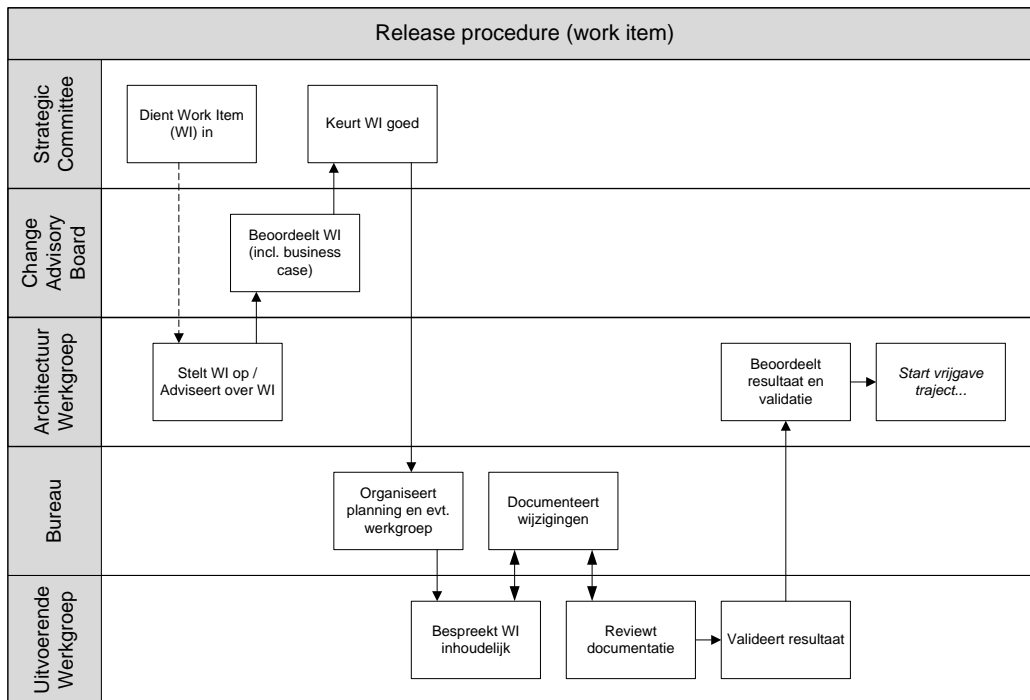 Release procedure (work item)
Strategic
Committee
Dient Work Item
(WI) in
Keurt WI goed
Change
Advisory
Board
Beoordeelt WI
(incl. business
case)
Architectuur
Werkgroep
Stelt WI op /
Adviseert over WI
Beoordeelt
resultaat en
validatie
Start vrijgave
traject...
Bureau
Organiseert
planning en evt.
werkgroep
Documenteert
wijzigingen
Uitvoerende
Werkgroep
Bespreekt WI
inhoudelijk
Reviewt
documentatie
Valideert resultaat